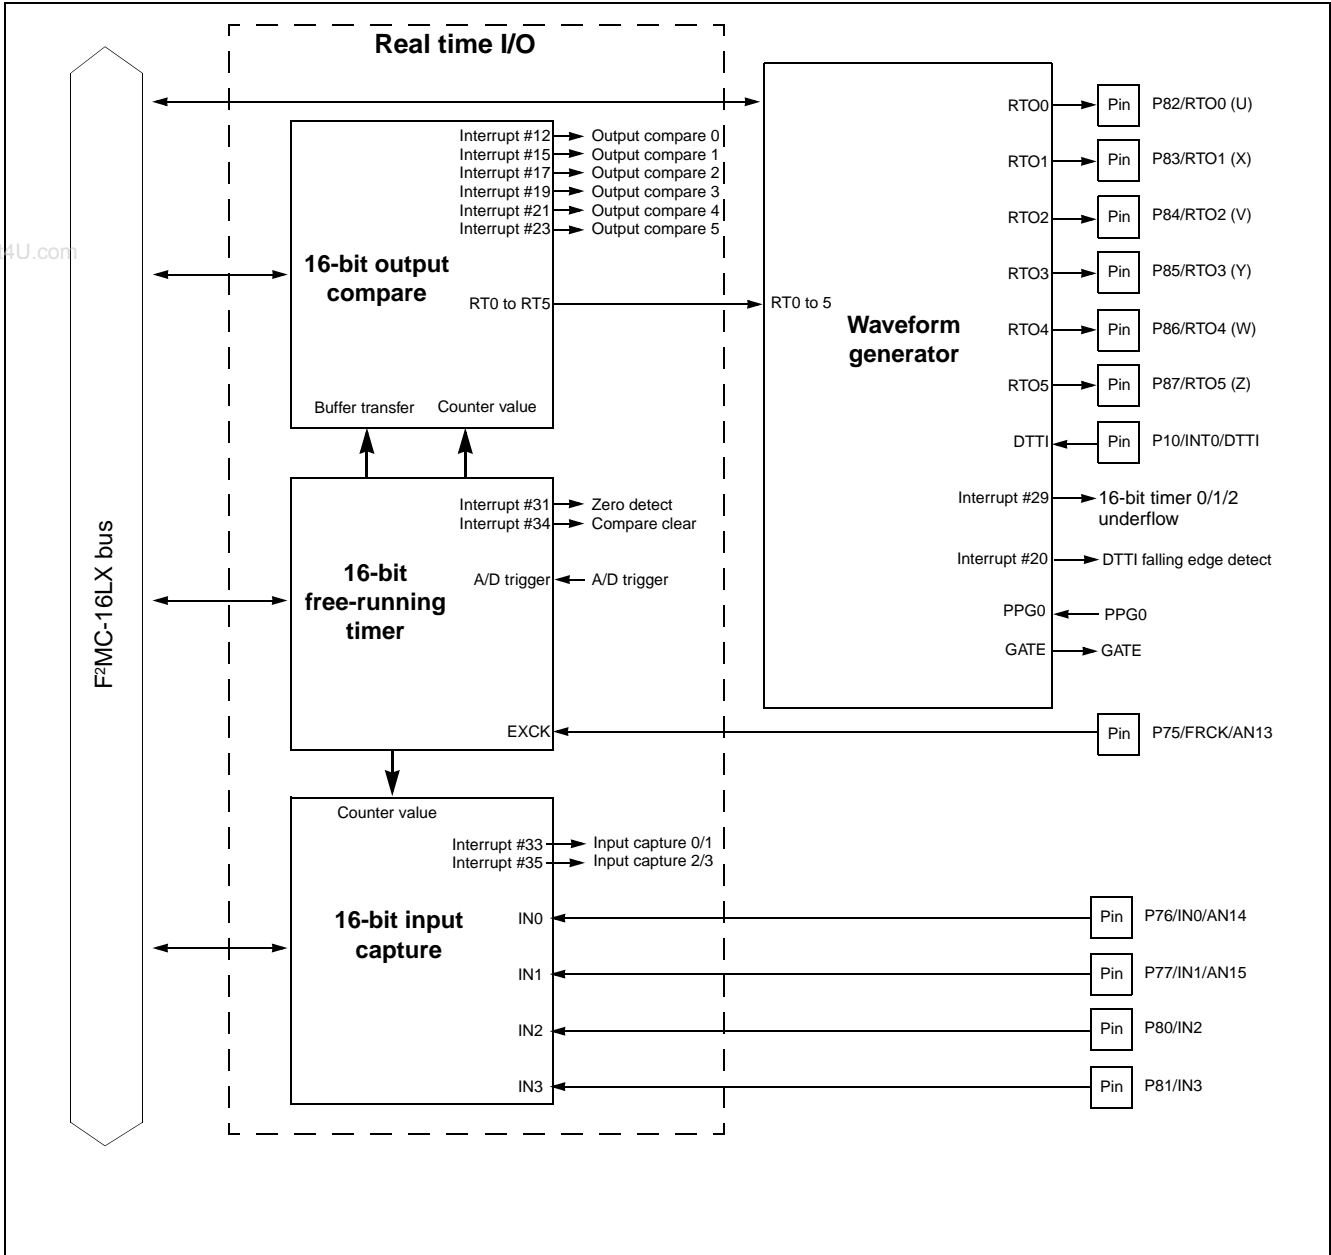 Real time I/O
F²MC-16LX bus
t4U.com
Interrupt #12 Output compare 0
Interrupt #15 Output compare 1
Interrupt #17 Output compare 2
Interrupt #19 Output compare 3
Interrupt #21 Output compare 4
Interrupt #23 Output compare 5
16-bit output
compare
RT0 to RT5
Buffer transfer Counter value
Interrupt #31 Zero detect
Interrupt #34 Compare clear
16-bit
free-running
timer
A/D trigger A/D trigger
EXCK
Counter value
Interrupt #33 Input capture 0/1
Interrupt #35 Input capture 2/3
16-bit input
capture
IN0
IN1
IN2
IN3
RT0 to 5
Waveform
generator
RTO0 Pin P82/RTO0 (U)
RTO1 Pin P83/RTO1 (X)
RTO2 Pin P84/RTO2 (V)
RTO3 Pin P85/RTO3 (Y)
RTO4 Pin P86/RTO4 (W)
RTO5 Pin P87/RTO5 (Z)
DTTI Pin P10/INT0/DTTI
Interrupt #29 16-bit timer 0/1/2
underflow
Interrupt #20 DTTI falling edge detect
PPG0 PPG0
GATE GATE
Pin P75/FRCK/AN13
Pin P76/IN0/AN14
Pin P77/IN1/AN15
Pin P80/IN2
Pin P81/IN3